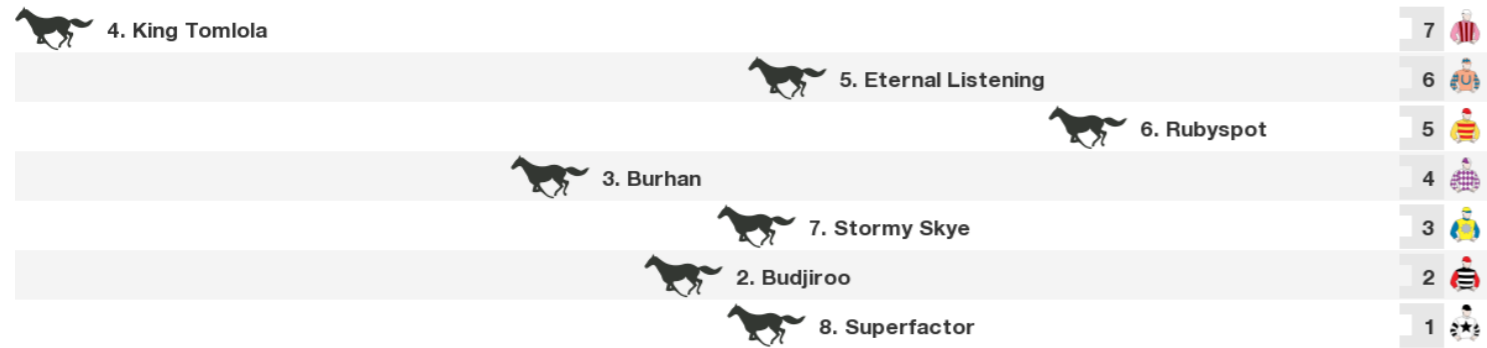 4. King Tomlola 7
5. Eternal Listening 6
6. Rubyspot 5
3. Burhan 4
7. Stormy Skye 3
2. Budjiroo 2
8. Superfactor 1